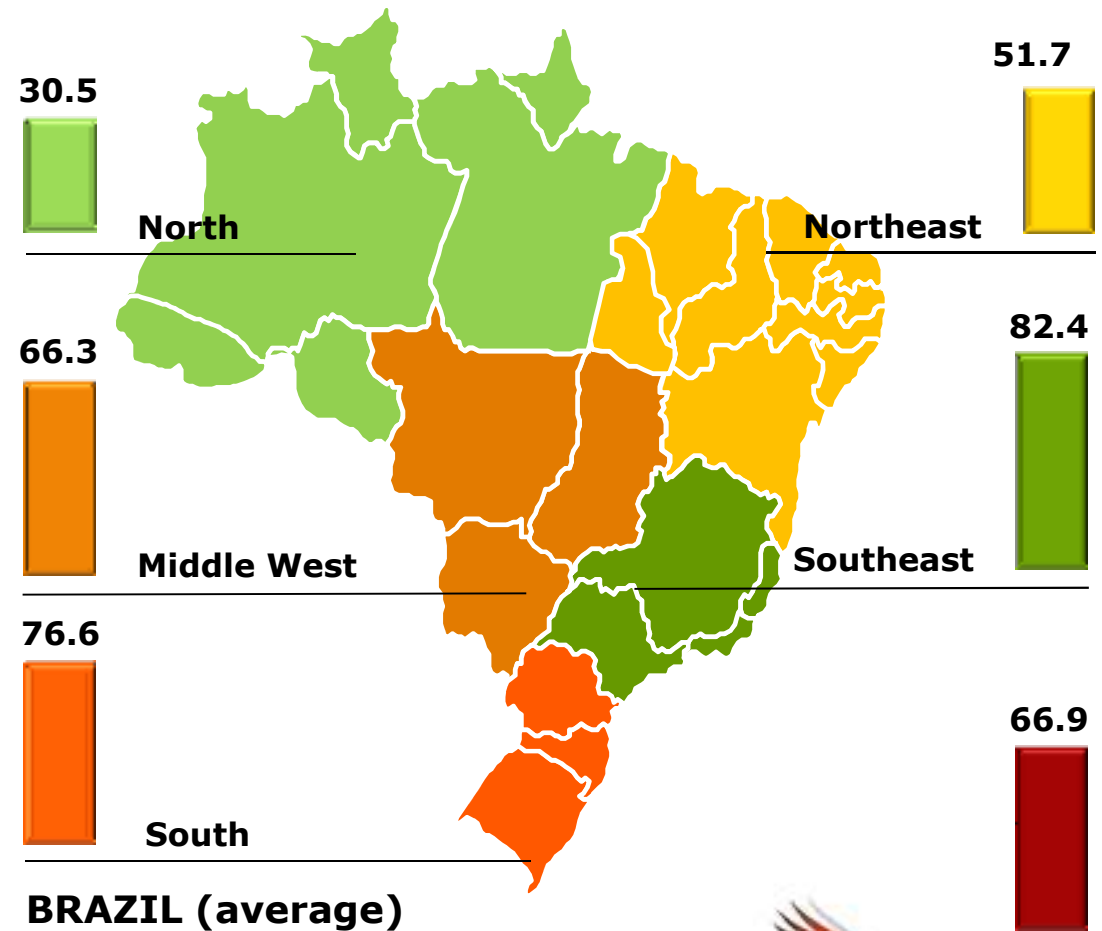 51.7
30.5
North
Northeast
82.4
66.3
Southeast
Middle West
76.6
66.9
South
BRAZIL (average)